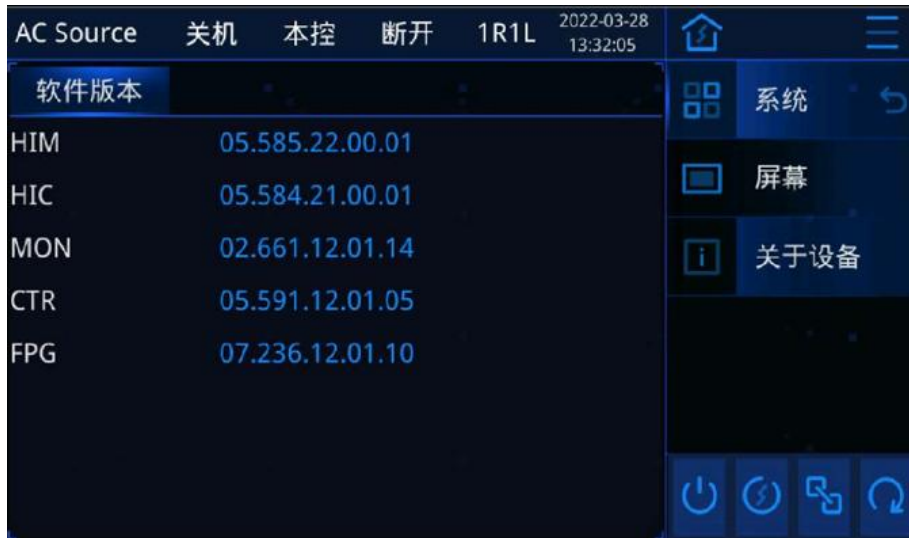 AC Source 关机 本控 断开 1R1L 2022-03-28
13:32:05
软件版本
HIM 05.585.22.00.01
HIC 05.584.21.00.01
MON 02.661.12.01.14
CTR 05.591.12.01.05
FPG 07.236.12.01.10
系统
屏幕
关于设备